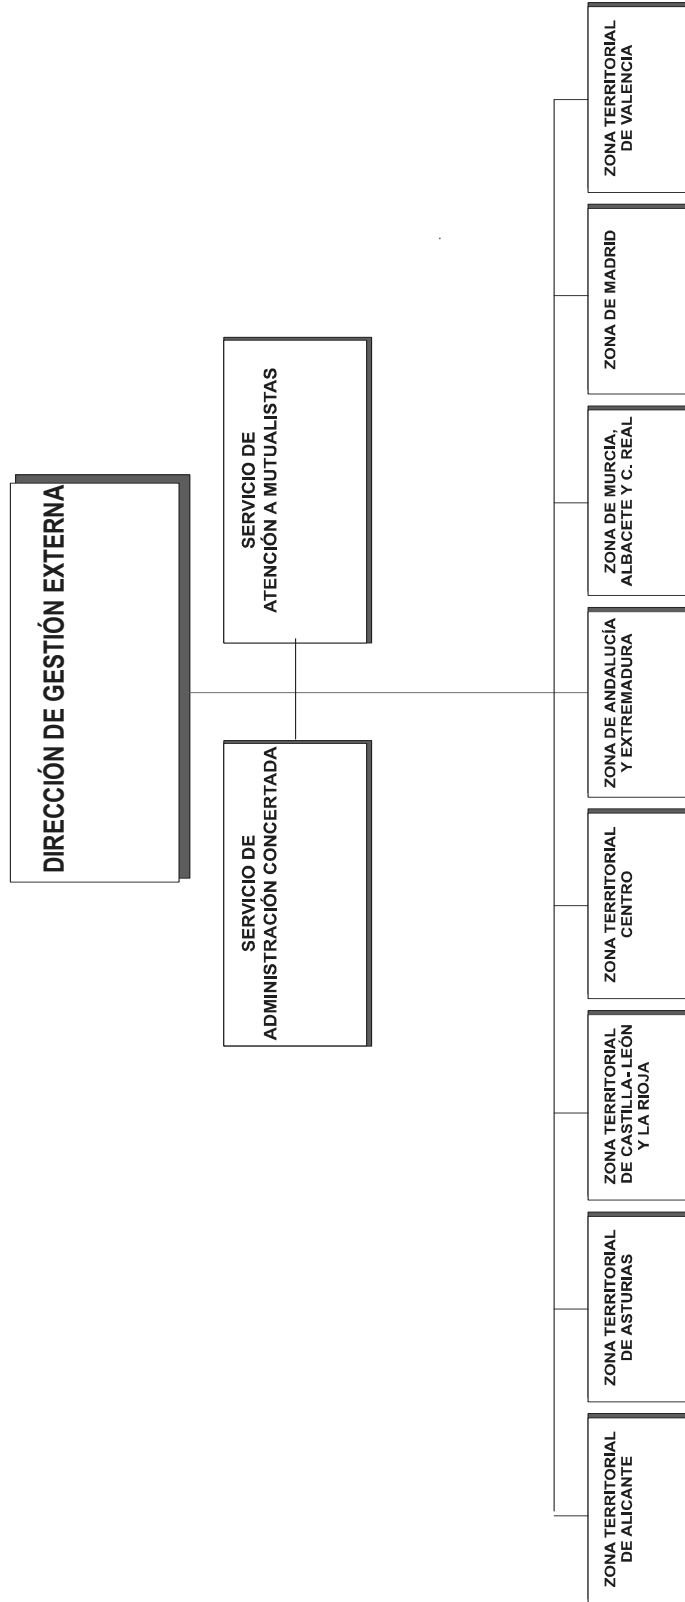 DIRECCIÓN DE GESTIÓN EXTERNA
SERVICIO DE
ADMINISTRACIÓN CONCERTADA
SERVICIO DE
ATENCIÓN A MUTUALISTAS
ZONA TERRITORIAL
DE ALICANTE
ZONA TERRITORIAL
DE ASTURIAS
ZONA TERRITORIAL
DE CASTILLA- LEÓN
Y LA RIOJA
ZONA TERRITORIAL
CENTRO
ZONA DE ANDALUCÍA
Y EXTREMADURA
ZONA DE MURCIA,
ALBACETE Y C. REAL
ZONA DE MADRID
ZONA TERRITORIAL
DE VALENCIA